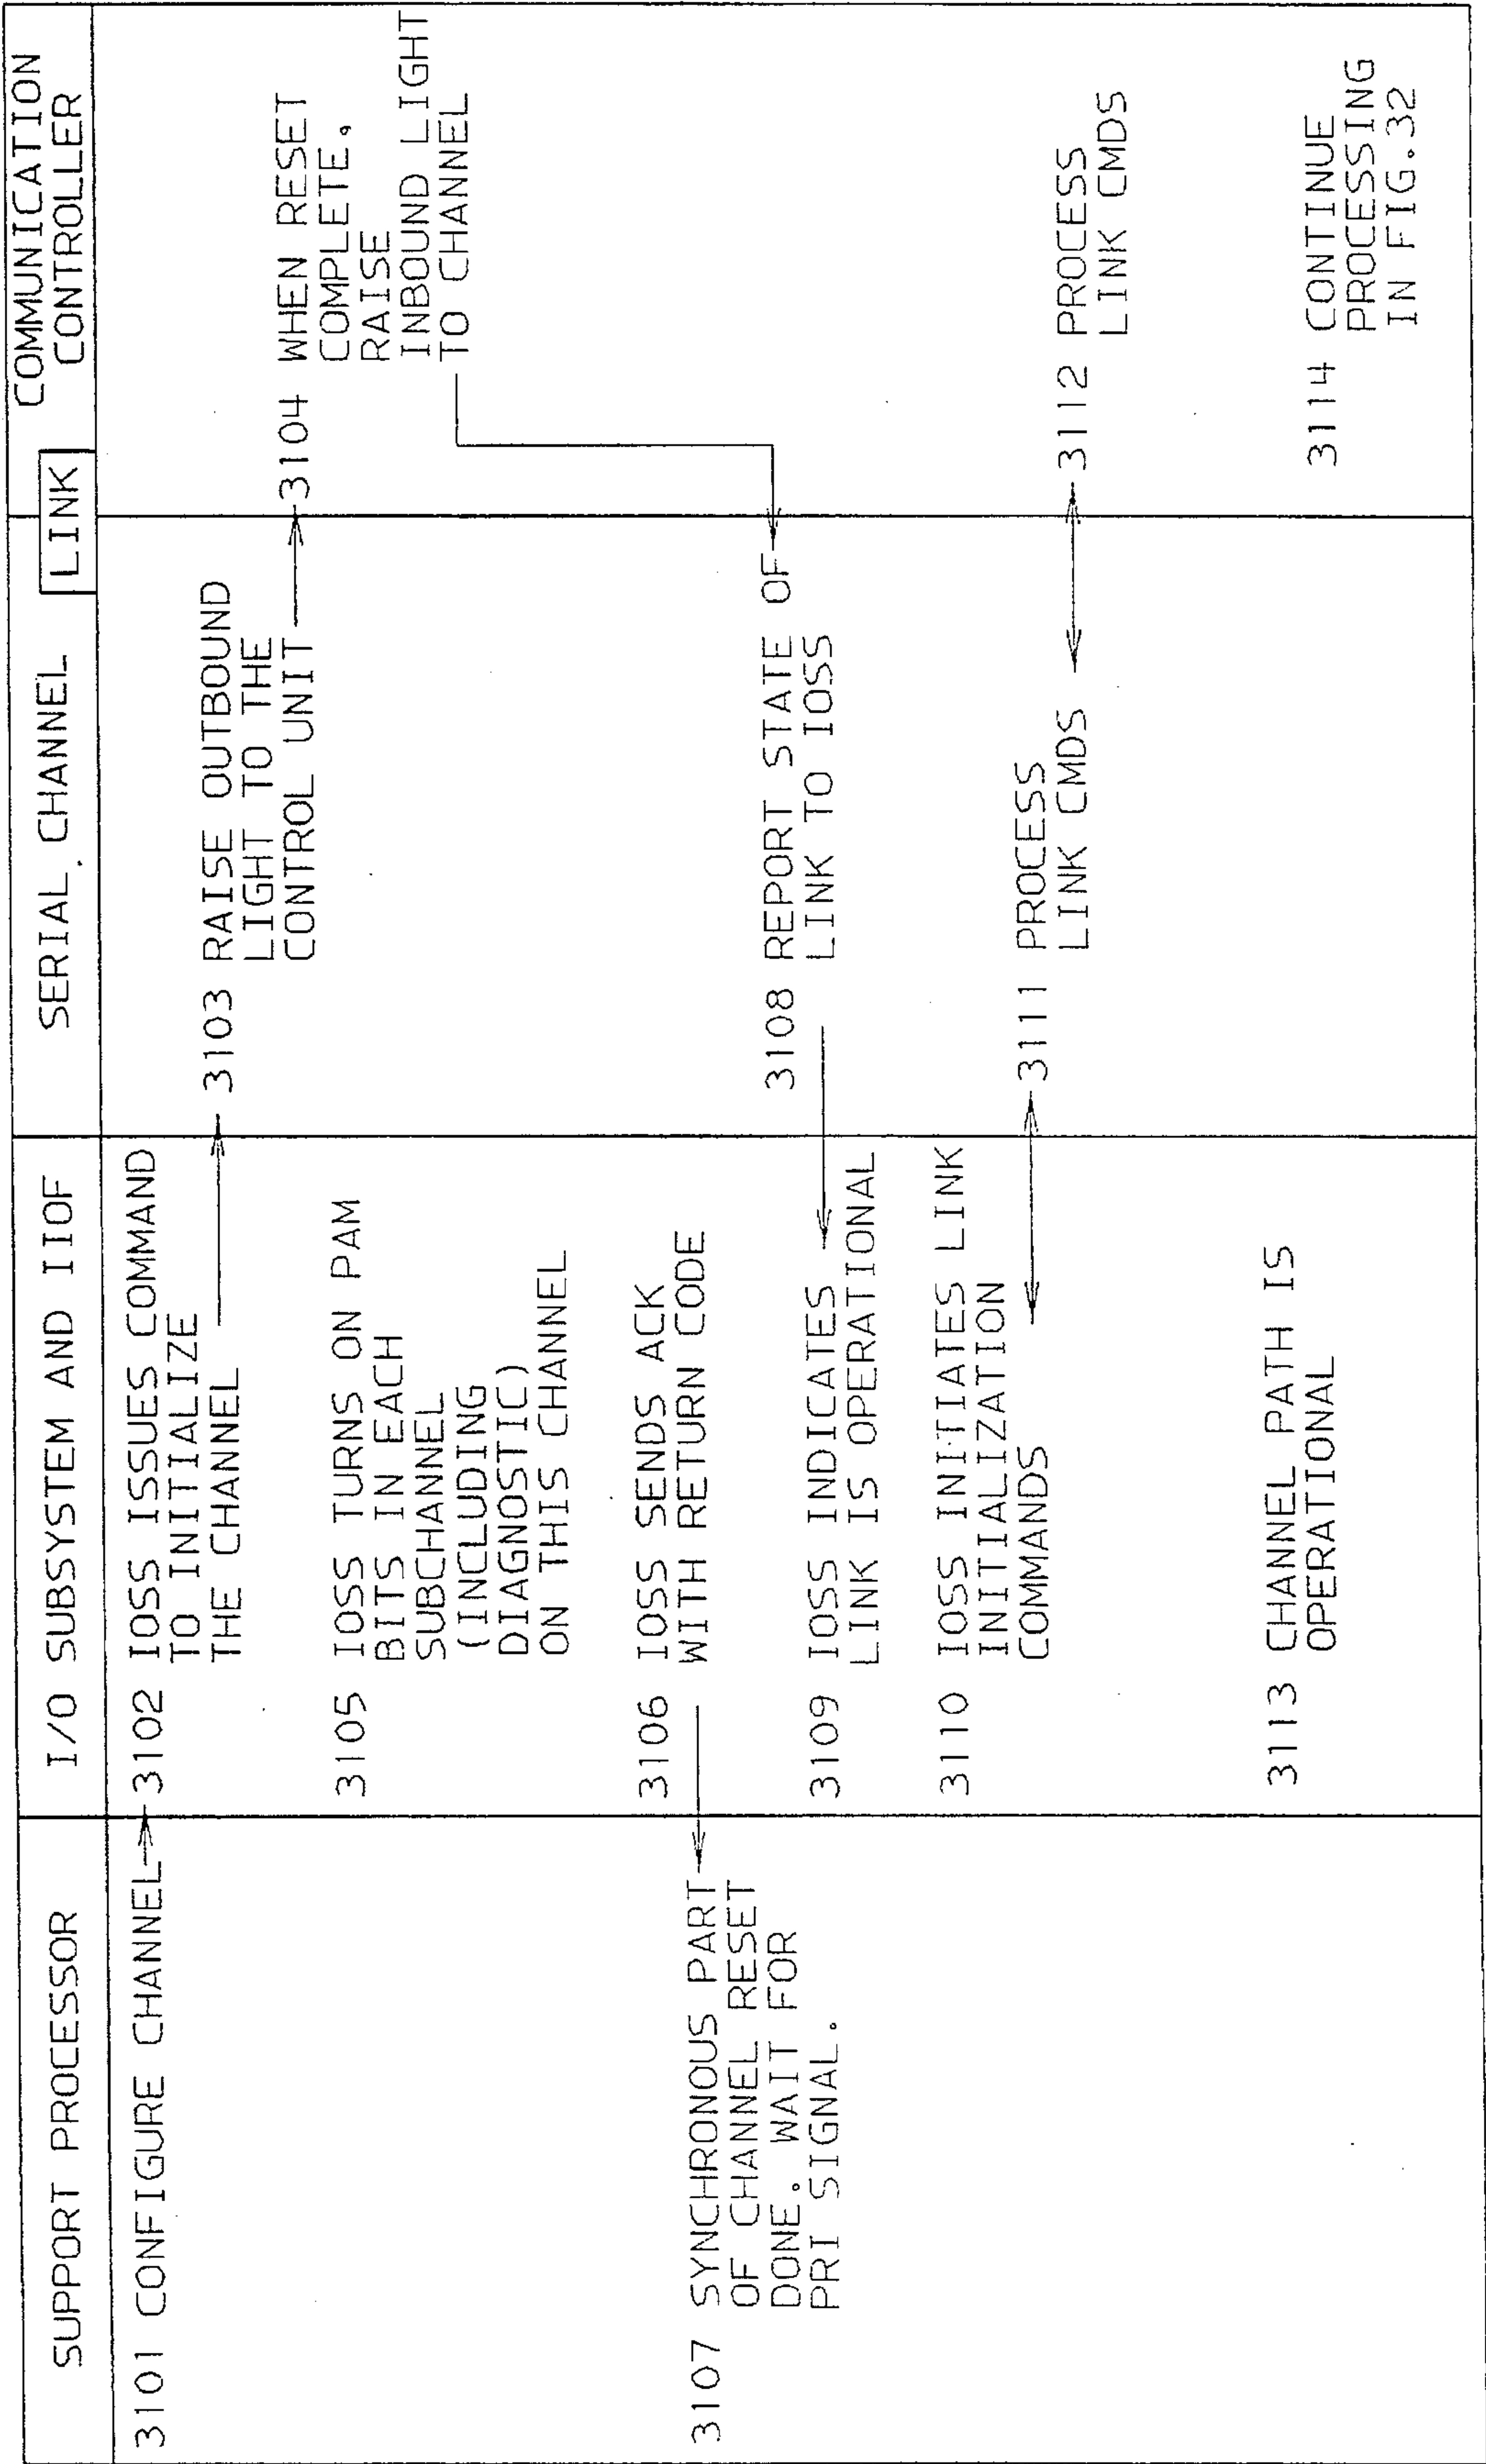 SUPPORT PROCESSOR
I/O SUBSYSTEM AND IIOF
SERIAL CHANNEL
LINK
COMMUNICATION
CONTROLLER
3101 CONFIGURE CHANNEL
3102 IOSS ISSUES COMMAND
TO INITIALIZE
THE CHANNEL
3103 RAISE OUTBOUND
LIGHT TO THE
CONTROL UNIT
3104 WHEN RESET
COMPLETE,
RAISE
INBOUND LIGHT
TO CHANNEL
3105 IOSS TURNS ON PAM
BITS IN EACH
SUBCHANNEL
(INCLUDING
DIAGNOSTIC)
ON THIS CHANNEL
3106 IOSS SENDS ACK
WITH RETURN CODE
3107 SYNCHRONOUS PART
OF CHANNEL RESET
DONE. WAIT FOR
PRI SIGNAL.
3108 REPORT STATE OF
LINK TO IOSS
3109 IOSS INDICATES
LINK IS OPERATIONAL
3110 IOSS INITIATES LINK
INITIALIZATION
COMMANDS
3111 PROCESS
LINK CMDS
3112 PROCESS
LINK CMDS
3113 CHANNEL PATH IS
OPERATIONAL
3114 CONTINUE
PROCESSING
IN FIG.32